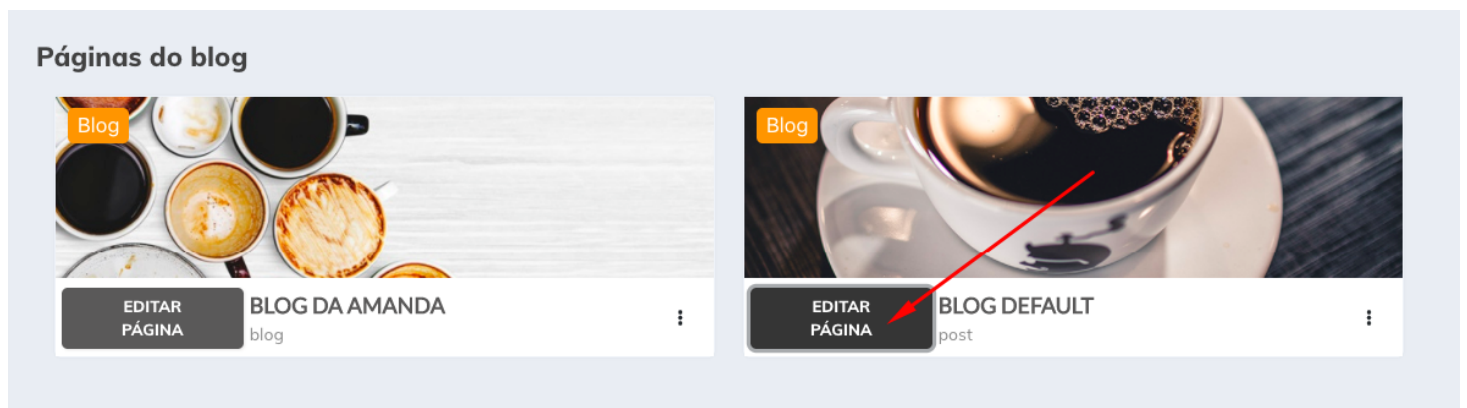 Páginas do blog
Blog
EDITAR
PÁGINA
BLOG DA AMANDA
blog
Blog
EDITAR
PÁGINA
BLOG DEFAULT
post